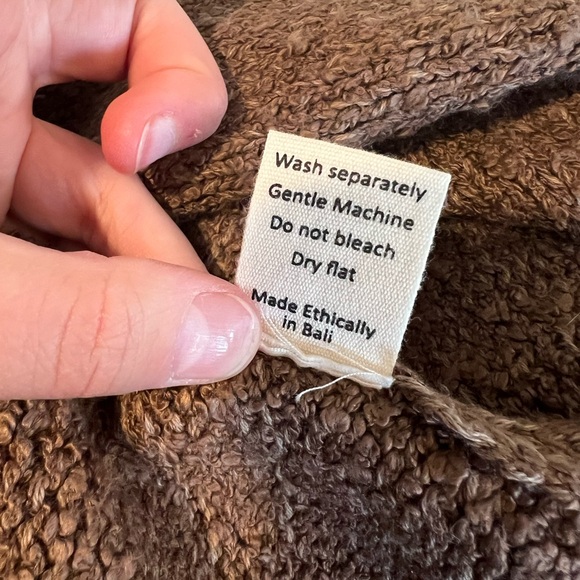 Wash separately
Gentle Machine
Do not bleach
Dry flat
Made Ethically
in Bali